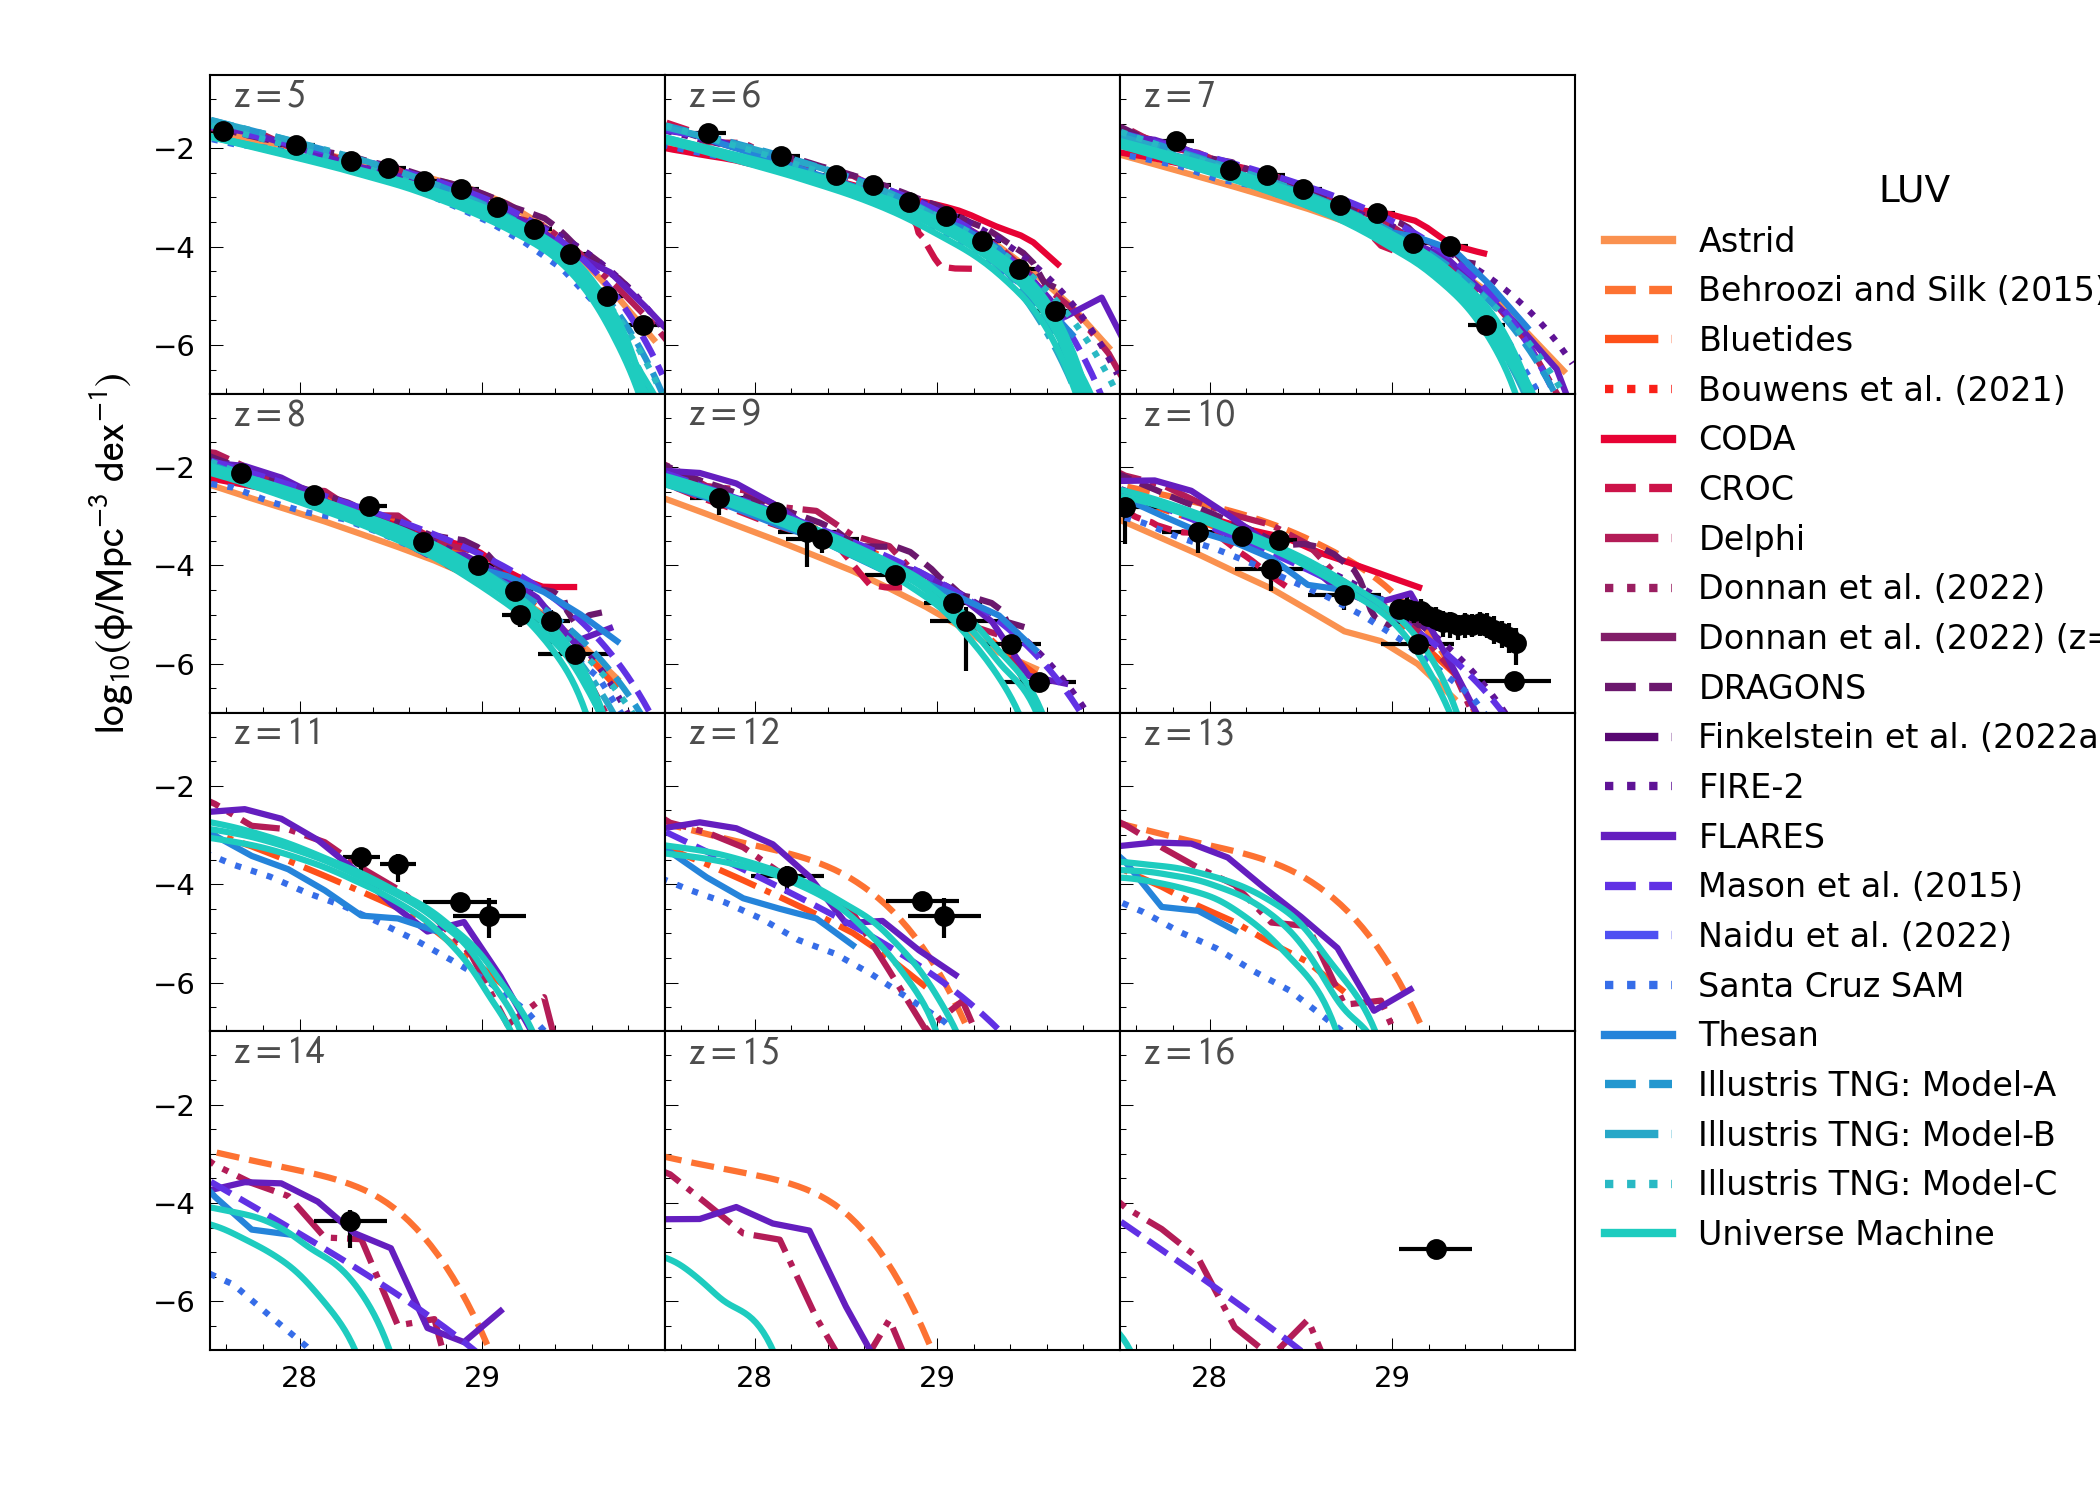 z=5
z=6
z=7
−2
−4
−6
z=8
z=9
z=10
−2
−4
−6
z=11
z=12
z=13
−2
−4
−6
z=14
z=15
z=16
−2
−4
−6
28
29
28
29
28
29
log₁₀(ϕ/Mpc⁻³ dex⁻¹)
LUV
Astrid
Behroozi and Silk (2015)
Bluetides
Bouwens et al. (2021)
CODA
CROC
Delphi
Donnan et al. (2022)
Donnan et al. (2022) (z=
DRAGONS
Finkelstein et al. (2022a
FIRE-2
FLARES
Mason et al. (2015)
Naidu et al. (2022)
Santa Cruz SAM
Thesan
Illustris TNG: Model-A
Illustris TNG: Model-B
Illustris TNG: Model-C
Universe Machine